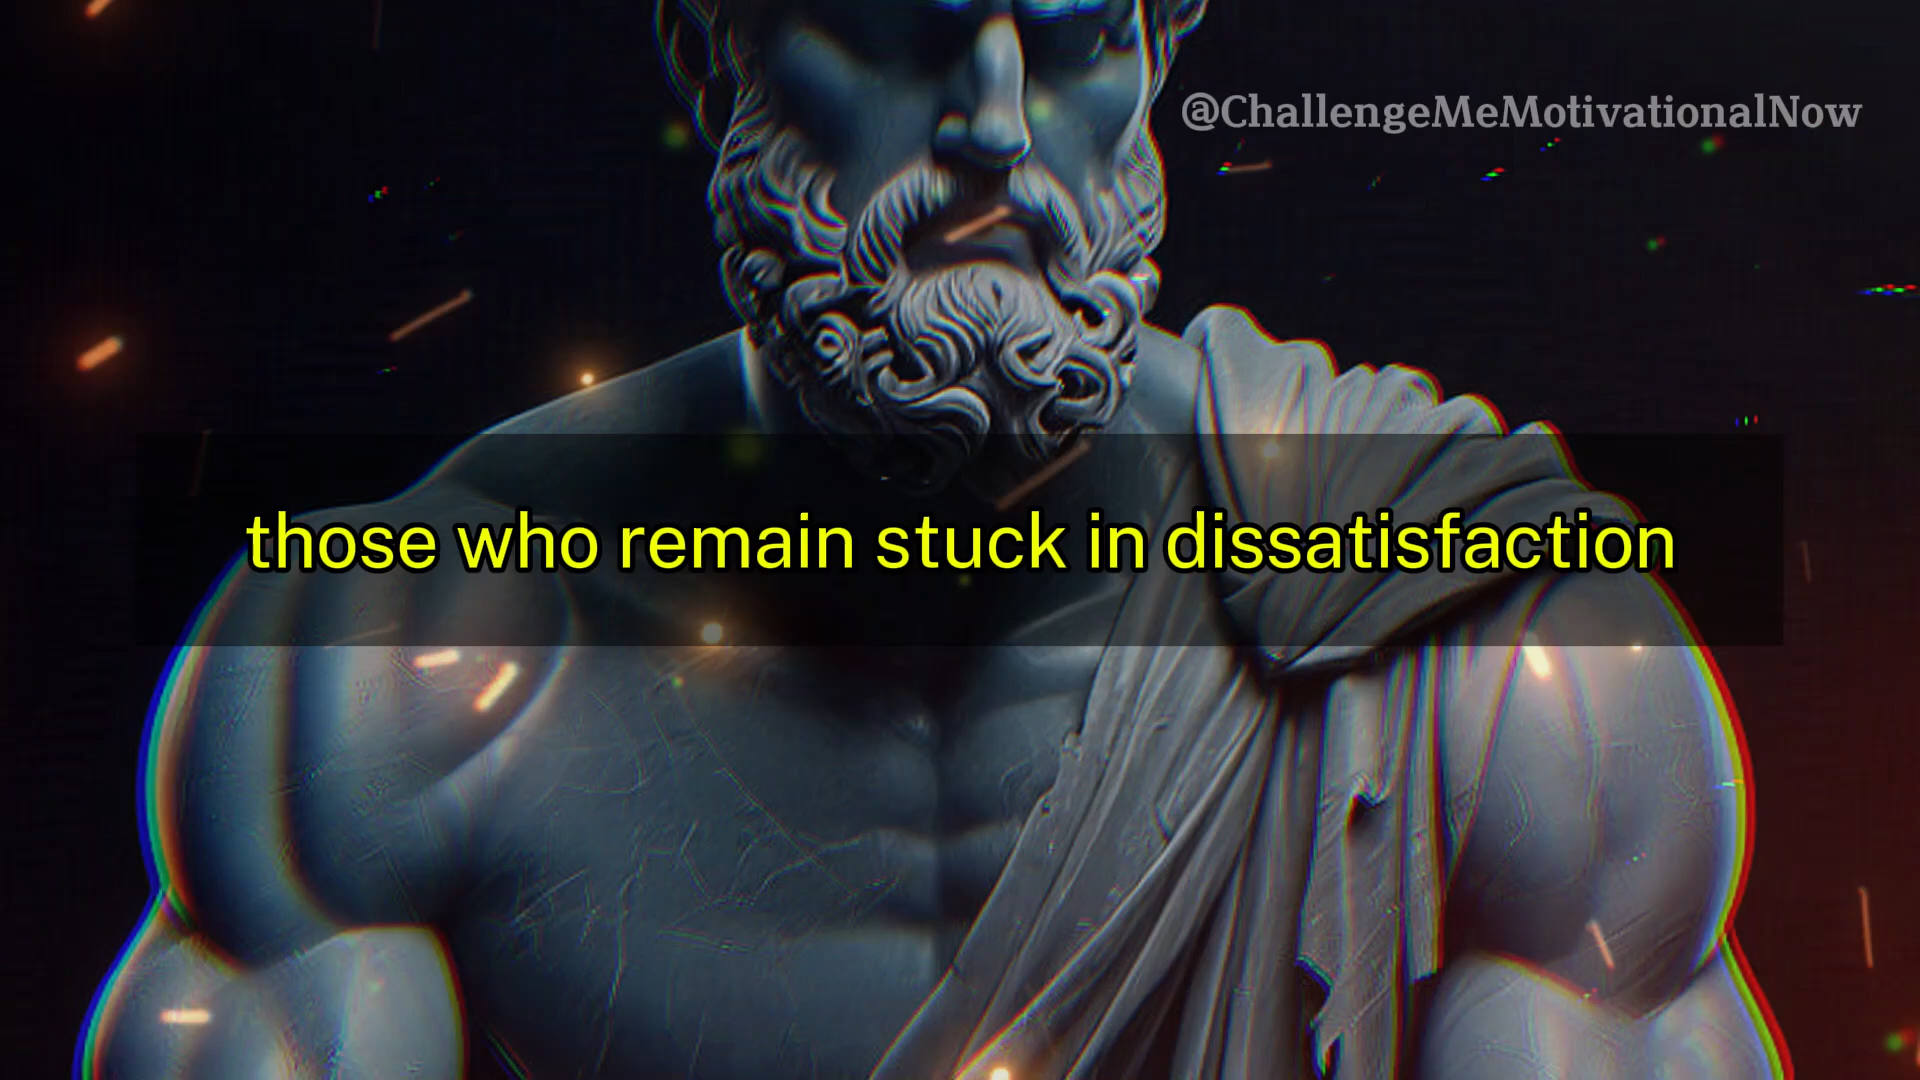 @ChallengeMeMotivationalNow
those who remain stuck in dissatisfaction